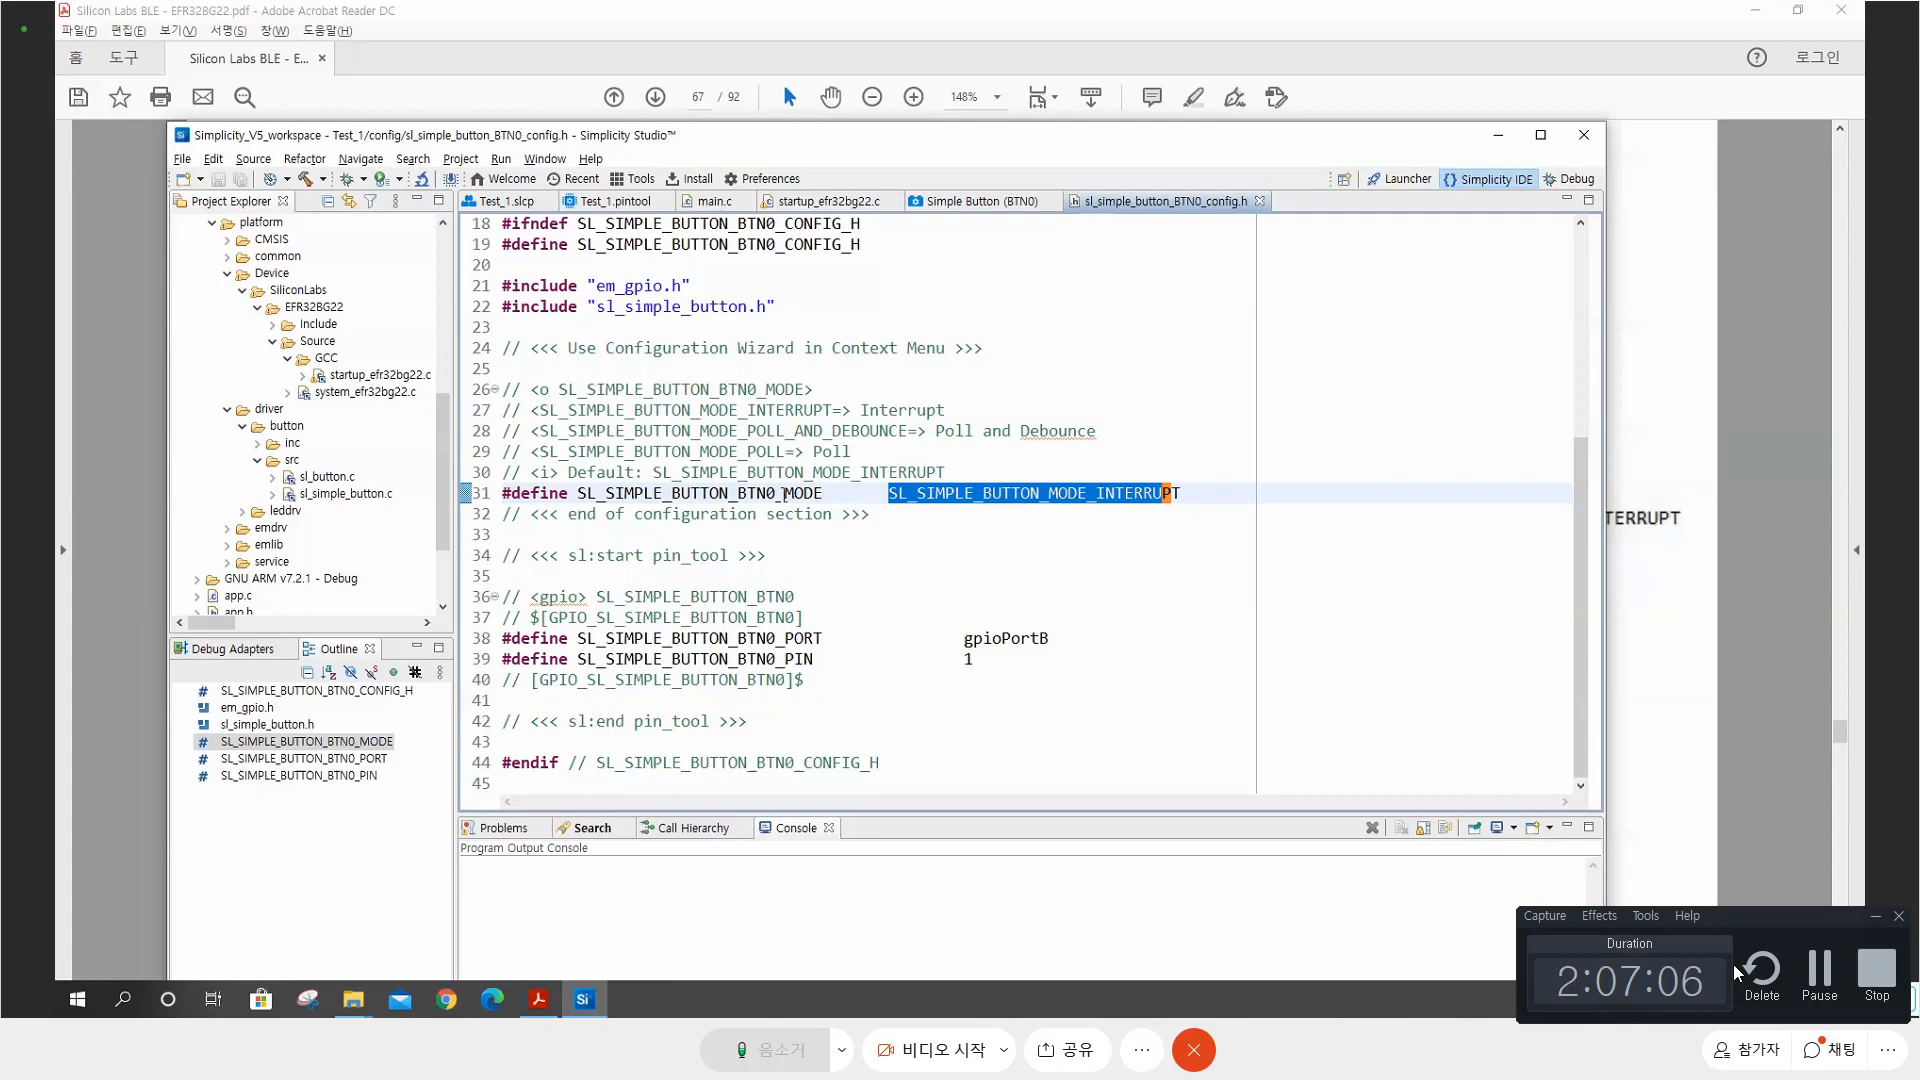 Silicon Labs BLE - EFR32BG22.pdf - Adobe Acrobat Reader DC
파일(F) 편집(E) 보기(V) 서명(S) 창(W) 도움말(H)
홈 도구 Silicon Labs BLE - E... × 로그인
67 / 92 148%
Simplicity_V5_workspace - Test_1/config/sl_simple_button_BTN0_config.h - Simplicity Studio™
File Edit Source Refactor Navigate Search Project Run Window Help
Welcome Recent Tools Install Preferences Launcher {} Simplicity IDE Debug
Project Explorer
Test_1.slcp Test_1.pintool main.c startup_efr32bg22.c Simple Button (BTN0) sl_simple_button_BTN0_config.h
platform
CMSIS
common
Device
SiliconLabs
EFR32BG22
Include
Source
GCC
startup_efr32bg22.c
system_efr32bg22.c
driver
button
inc
src
sl_button.c
sl_simple_button.c
leddrv
emdrv
emlib
service
GNU ARM v7.2.1 - Debug
app.c
app.h
18 #ifndef SL_SIMPLE_BUTTON_BTN0_CONFIG_H
19 #define SL_SIMPLE_BUTTON_BTN0_CONFIG_H
20
21 #include "em_gpio.h"
22 #include "sl_simple_button.h"
23
24 // <<< Use Configuration Wizard in Context Menu >>>
25
26 // <o SL_SIMPLE_BUTTON_BTN0_MODE>
27 // <SL_SIMPLE_BUTTON_MODE_INTERRUPT=> Interrupt
28 // <SL_SIMPLE_BUTTON_MODE_POLL_AND_DEBOUNCE=> Poll and Debounce
29 // <SL_SIMPLE_BUTTON_MODE_POLL=> Poll
30 // <i> Default: SL_SIMPLE_BUTTON_MODE_INTERRUPT
31 #define SL_SIMPLE_BUTTON_BTN0_MODE SL_SIMPLE_BUTTON_MODE_INTERRUPT
32 // <<< end of configuration section >>>
33
34 // <<< sl:start pin_tool >>>
35
36 // <gpio> SL_SIMPLE_BUTTON_BTN0
37 // $[GPIO_SL_SIMPLE_BUTTON_BTN0]
38 #define SL_SIMPLE_BUTTON_BTN0_PORT gpioPortB
39 #define SL_SIMPLE_BUTTON_BTN0_PIN 1
40 // [GPIO_SL_SIMPLE_BUTTON_BTN0]$
41
42 // <<< sl:end pin_tool >>>
43
44 #endif // SL_SIMPLE_BUTTON_BTN0_CONFIG_H
45
TERRUPT
Debug Adapters Outline
SL_SIMPLE_BUTTON_BTN0_CONFIG_H
em_gpio.h
sl_simple_button.h
SL_SIMPLE_BUTTON_BTN0_MODE
SL_SIMPLE_BUTTON_BTN0_PORT
SL_SIMPLE_BUTTON_BTN0_PIN
Problems Search Call Hierarchy Console
Program Output Console
Capture Effects Tools Help
Duration
2:07:06
Delete Pause Stop
음소거 비디오 시작 공유 참가자 채팅